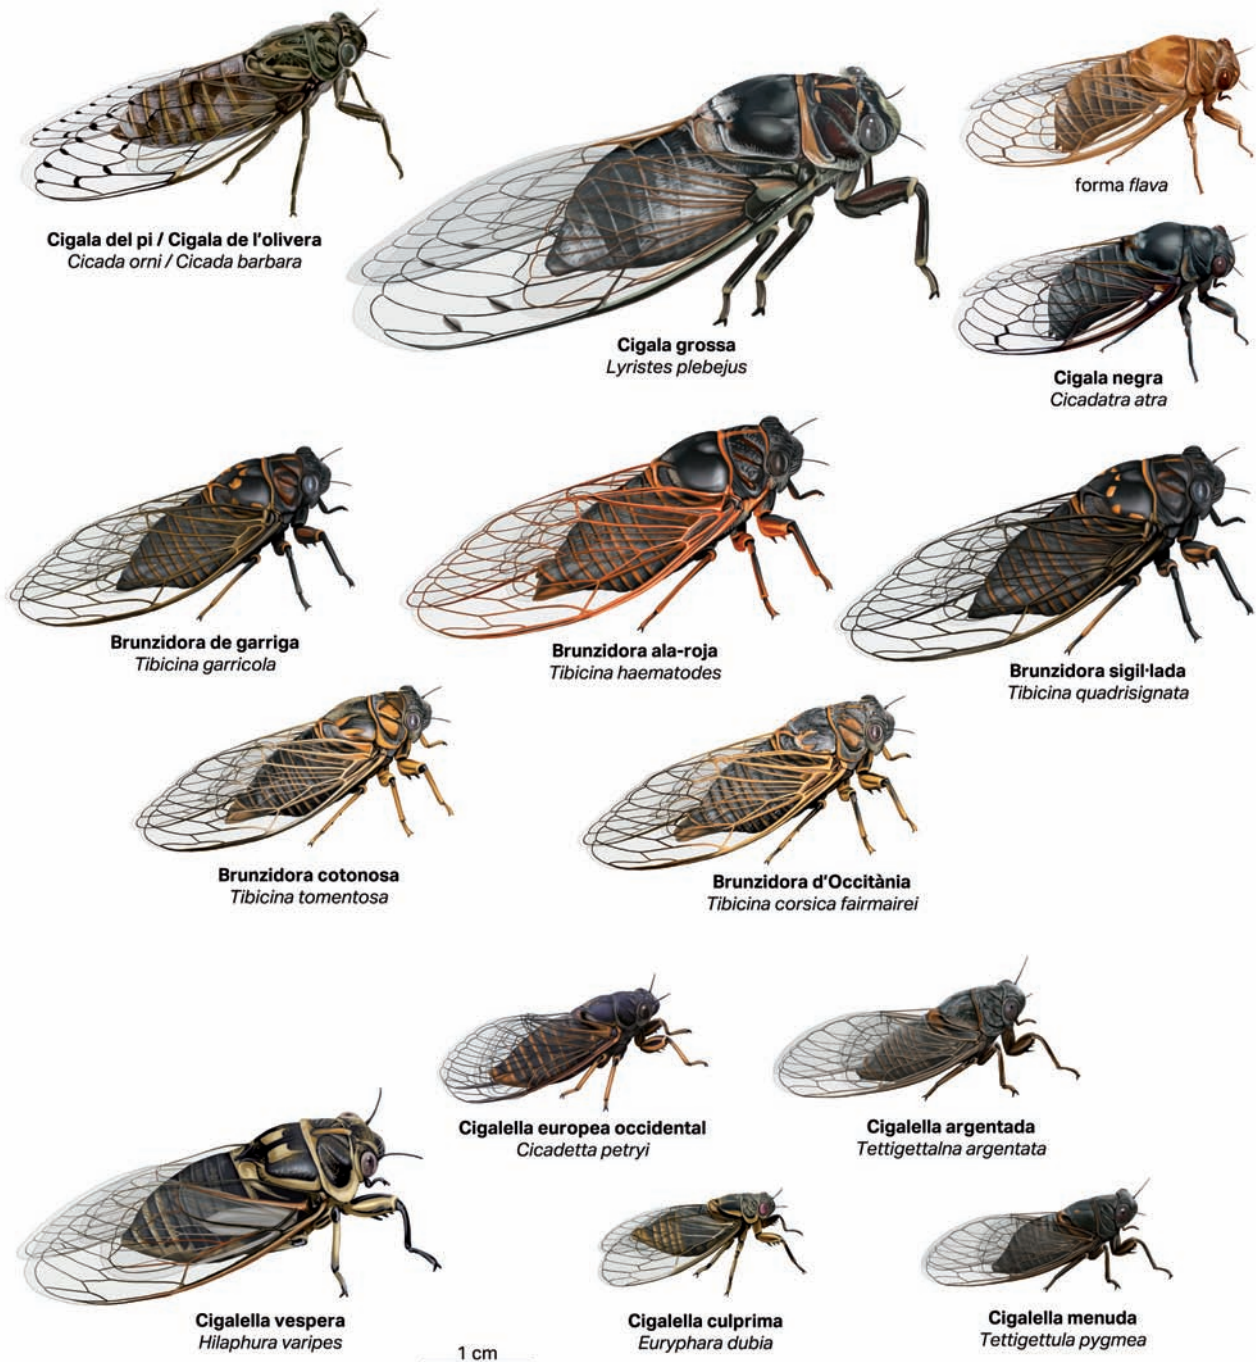 Cigala del pi / Cigala de l'olivera
Cicada orni / Cicada barbara
Cigala grossa
Lyristes plebejus
forma flava
Cigala negra
Cicadatra atra
Brunzidora de garriga
Tibicina garricola
Brunzidora ala-roja
Tibicina haematodes
Brunzidora sigil·lada
Tibicina quadrisignata
Brunzidora cotonosa
Tibicina tomentosa
Brunzidora d'Occitània
Tibicina corsica fairmairei
Cigalella europea occidental
Cicadetta petryi
Cigalella argentada
Tettigettalna argentata
Cigalella vespera
Hilaphura varipes
Cigalella culprima
Euryphara dubia
Cigalella menuda
Tettigettula pygmea
1 cm